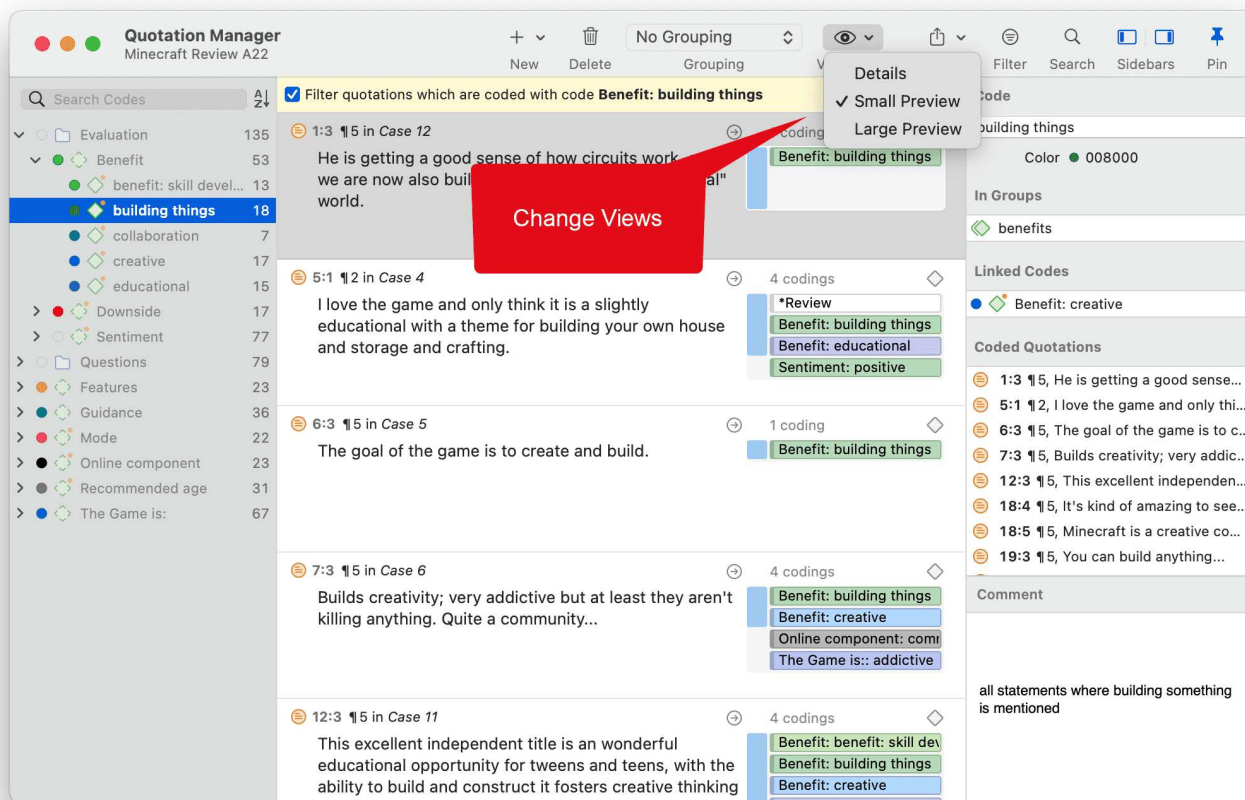 Quotation Manager
Minecraft Review A22
New
Delete
No Grouping
Grouping
V
Filter
Search
Sidebars
Pin
Details
✓ Small Preview
Large Preview
Search Codes
Evaluation 135
Benefit 53
benefit: skill devel... 13
building things 18
collaboration 7
creative 17
educational 15
Downside 17
Sentiment 77
Questions 79
Features 23
Guidance 36
Mode 22
Online component 23
Recommended age 31
The Game is: 67
Filter quotations which are coded with code Benefit: building things
1:3 ¶ 5 in Case 12
He is getting a good sense of how circuits work
we are now also buil al"
world.
coding
Benefit: building things
Change Views
5:1 ¶ 2 in Case 4
I love the game and only think it is a slightly
educational with a theme for building your own house
and storage and crafting.
4 codings
*Review
Benefit: building things
Benefit: educational
Sentiment: positive
6:3 ¶ 5 in Case 5
The goal of the game is to create and build.
1 coding
Benefit: building things
7:3 ¶ 5 in Case 6
Builds creativity; very addictive but at least they aren't
killing anything. Quite a community...
4 codings
Benefit: building things
Benefit: creative
Online component: comm
The Game is:: addictive
12:3 ¶ 5 in Case 11
This excellent independent title is an wonderful
educational opportunity for tweens and teens, with the
ability to build and construct it fosters creative thinking
4 codings
Benefit: benefit: skill dev
Benefit: building things
Benefit: creative
Code
building things
Color 008000
In Groups
benefits
Linked Codes
Benefit: creative
Coded Quotations
1:3 ¶ 5, He is getting a good sense...
5:1 ¶ 2, I love the game and only thi...
6:3 ¶ 5, The goal of the game is to c...
7:3 ¶ 5, Builds creativity; very addic...
12:3 ¶ 5, This excellent independen...
18:4 ¶ 5, It's kind of amazing to see...
18:5 ¶ 5, Minecraft is a creative co...
19:3 ¶ 5, You can build anything...
Comment
all statements where building something
is mentioned